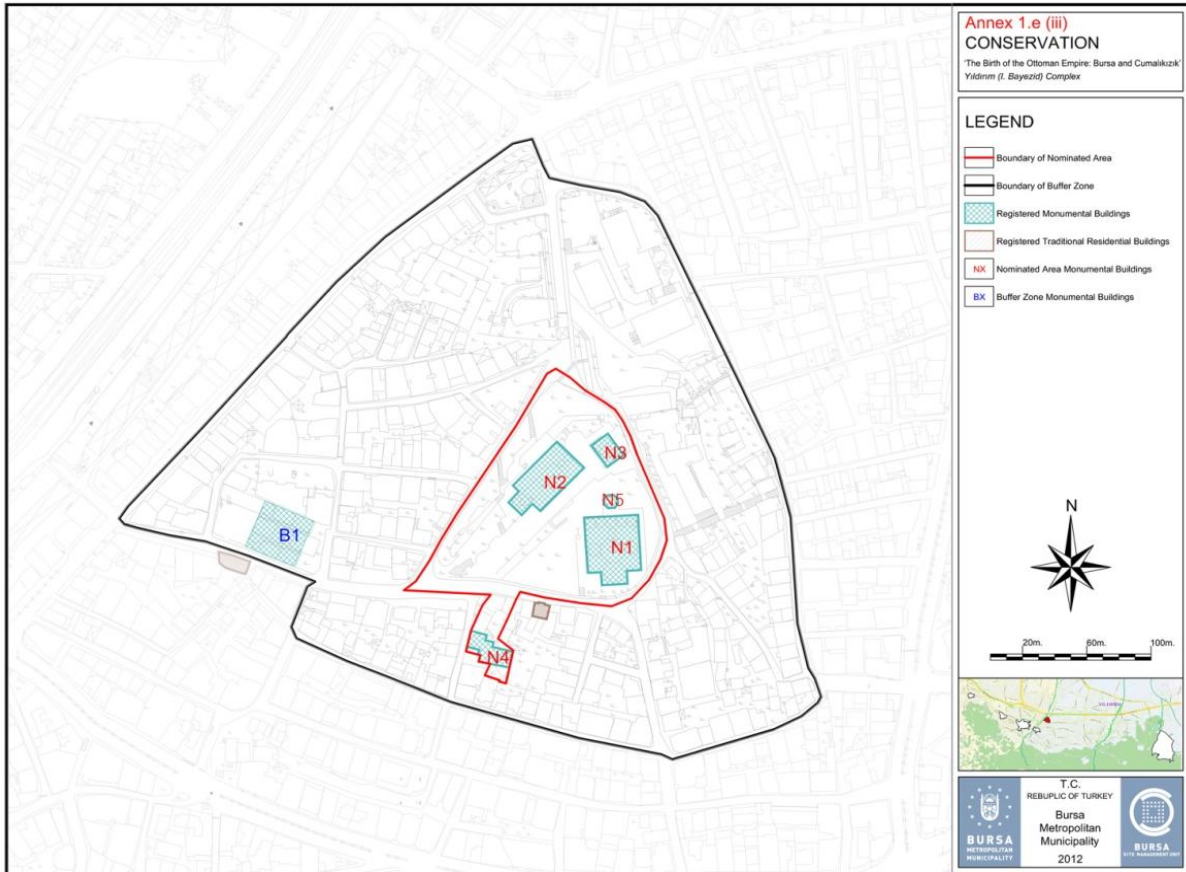 Annex 1.e (iii)
CONSERVATION
'The Birth of the Ottoman Empire: Bursa and Cumalıkızık'
Yıldırım (I. Bayezid) Complex
LEGEND
Boundary of Nominated Area
Boundary of Buffer Zone
Registered Monumental Buildings
Registered Traditional Residential Buildings
NX Nominated Area Monumental Buildings
BX Buffer Zone Monumental Buildings
N3
N2
N5
B1
N1
N4
N
20m. 60m. 100m.
T.C.
REBUPLIC OF TURKEY
Bursa
Metropolitan
Municipality
2012
BURSA
METROPOLITAN
MUNICIPALITY
BURSA
SITE MANAGEMENT UNIT